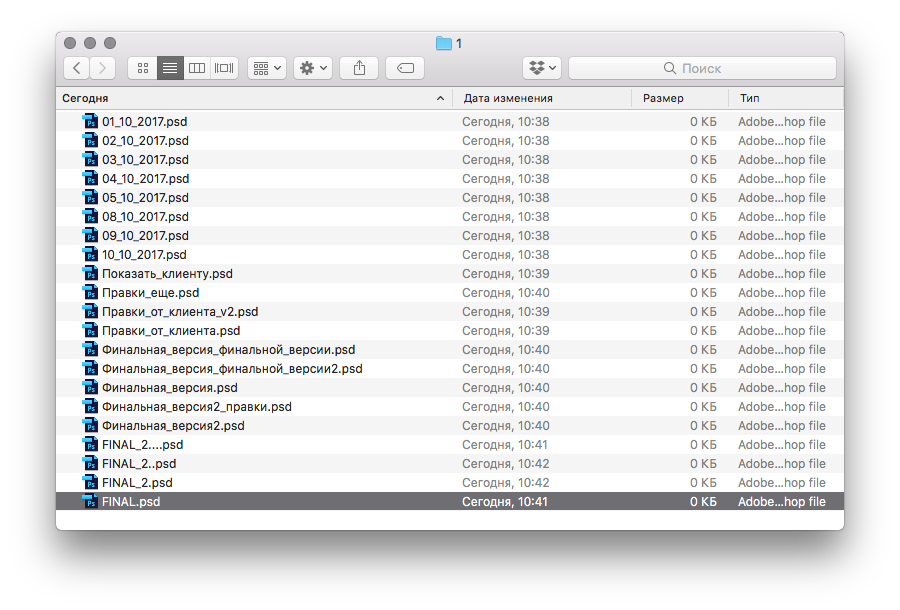 1
Поиск
Сегодня Дата изменения Размер Тип
01_10_2017.psd Сегодня, 10:38 0 КБ Adobe...hop file
02_10_2017.psd Сегодня, 10:38 0 КБ Adobe...hop file
03_10_2017.psd Сегодня, 10:38 0 КБ Adobe...hop file
04_10_2017.psd Сегодня, 10:38 0 КБ Adobe...hop file
05_10_2017.psd Сегодня, 10:38 0 КБ Adobe...hop file
08_10_2017.psd Сегодня, 10:38 0 КБ Adobe...hop file
09_10_2017.psd Сегодня, 10:38 0 КБ Adobe...hop file
10_10_2017.psd Сегодня, 10:38 0 КБ Adobe...hop file
Показать_клиенту.psd Сегодня, 10:39 0 КБ Adobe...hop file
Правки_еще.psd Сегодня, 10:40 0 КБ Adobe...hop file
Правки_от_клиента_v2.psd Сегодня, 10:39 0 КБ Adobe...hop file
Правки_от_клиента.psd Сегодня, 10:39 0 КБ Adobe...hop file
Финальная_версия_финальной_версии.psd Сегодня, 10:40 0 КБ Adobe...hop file
Финальная_версия_финальной_версии2.psd Сегодня, 10:40 0 КБ Adobe...hop file
Финальная_версия.psd Сегодня, 10:40 0 КБ Adobe...hop file
Финальная_версия2_правки.psd Сегодня, 10:40 0 КБ Adobe...hop file
Финальная_версия2.psd Сегодня, 10:40 0 КБ Adobe...hop file
FINAL_2....psd Сегодня, 10:41 0 КБ Adobe...hop file
FINAL_2..psd Сегодня, 10:42 0 КБ Adobe...hop file
FINAL_2.psd Сегодня, 10:42 0 КБ Adobe...hop file
FINAL.psd Сегодня, 10:41 0 КБ Adobe...hop file